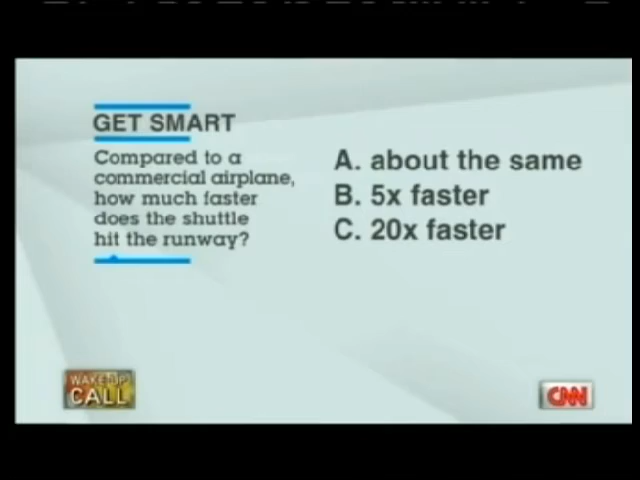 GET SMART
Compared to a
commercial airplane,
how much faster
does the shuttle
hit the runway?
A. about the same
B. 5x faster
C. 20x faster
WAKE UP
CALL
CNN